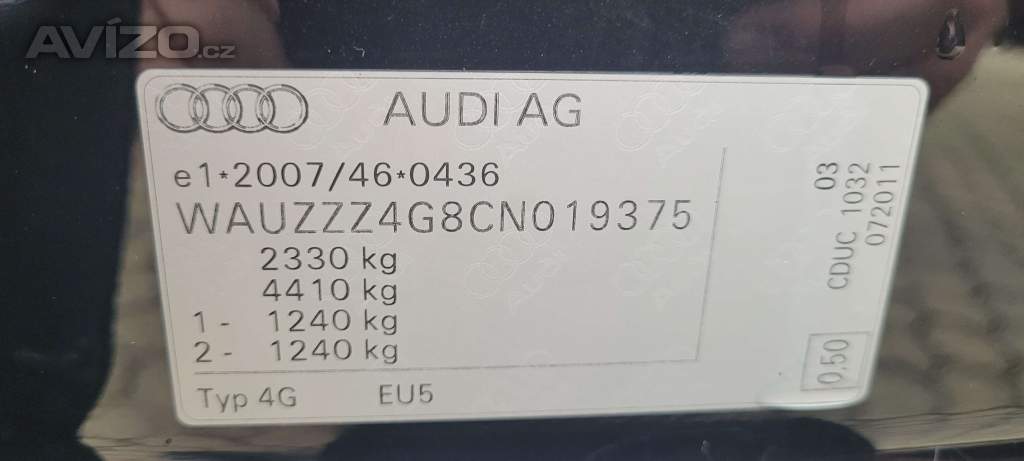 AVÍZO.cz
AUDI AG
e1*2007/46*0436
WAUZZZ4G8CN019375
2330 kg
4410 kg
1 - 1240 kg
2 - 1240 kg
Typ 4G EU5
03
CDUC 1032
072011
0,50